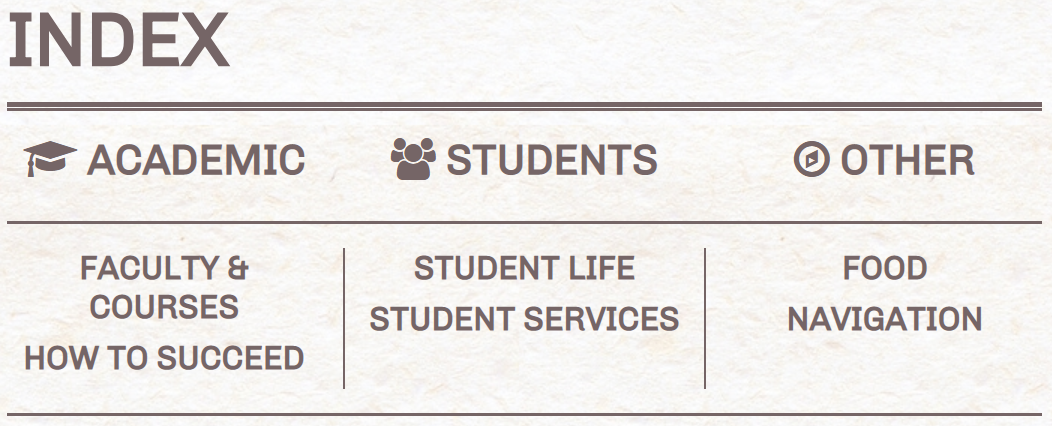 INDEX
ACADEMIC
STUDENTS
OTHER
FACULTY &
COURSES
HOW TO SUCCEED
STUDENT LIFE
STUDENT SERVICES
FOOD
NAVIGATION